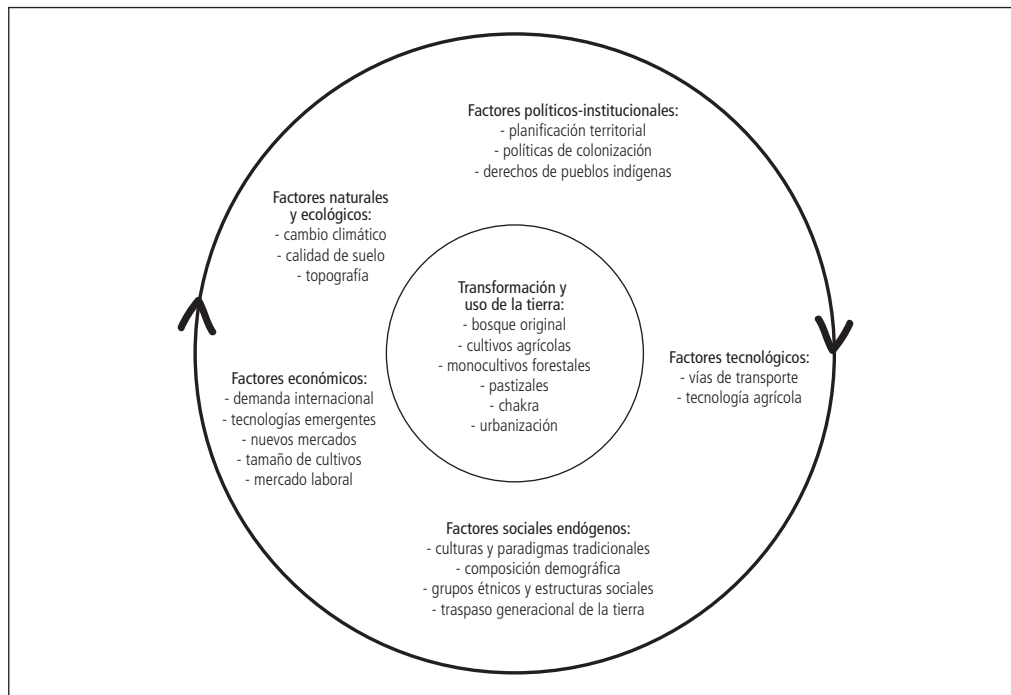 Factores políticos-institucionales:
- planificación territorial
- políticas de colonización
- derechos de pueblos indígenas
Factores naturales
y ecológicos:
- cambio climático
- calidad de suelo
- topografía
Transformación y
uso de la tierra:
- bosque original
- cultivos agrícolas
- monocultivos forestales
- pastizales
- chakra
- urbanización
Factores tecnológicos:
- vías de transporte
- tecnología agrícola
Factores económicos:
- demanda internacional
- tecnologías emergentes
- nuevos mercados
- tamaño de cultivos
- mercado laboral
Factores sociales endógenos:
- culturas y paradigmas tradicionales
- composición demográfica
- grupos étnicos y estructuras sociales
- traspaso generacional de la tierra